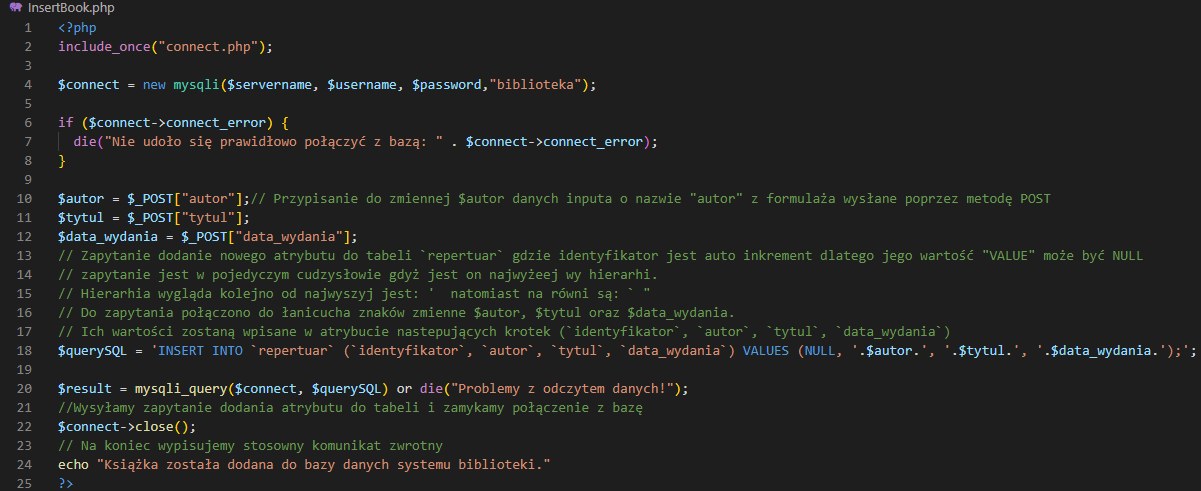 InsertBook.php
1 <?php
2 include_once("connect.php");
3
4 $connect = new mysqli($servername, $username, $password,"biblioteka");
5
6 if ($connect->connect_error) {
7 die("Nie udoło się prawidłowo połączyć z bazą: " . $connect->connect_error);
8 }
9
10 $autor = $_POST["autor"];// Przypisanie do zmiennej $autor danych inputa o nazwie "autor" z formulaża wysłane poprzez metodę POST
11 $tytul = $_POST["tytul"];
12 $data_wydania = $_POST["data_wydania"];
13 // Zapytanie dodanie nowego atrybutu do tabeli `repertuar` gdzie identyfikator jest auto inkrement dlatego jego wartość "VALUE" może być NULL
14 // zapytanie jest w pojedyczym cudzysłowie gdyż jest on najwyżeej wy hierarhi.
15 // Hierarhia wygląda kolejno od najwyszyj jest: '  natomiast na równi są: ` "
16 // Do zapytania połączono do łanicucha znaków zmienne $autor, $tytul oraz $data_wydania.
17 // Ich wartości zostaną wpisane w atrybucie nastepujących krotek (`identyfikator`, `autor`, `tytul`, `data_wydania`)
18 $querySQL = 'INSERT INTO `repertuar` (`identyfikator`, `autor`, `tytul`, `data_wydania`) VALUES (NULL, '.$autor.', '.$tytul.', '.$data_wydania.');';
19
20 $result = mysqli_query($connect, $querySQL) or die("Problemy z odczytem danych!");
21 //Wysyłamy zapytanie dodania atrybutu do tabeli i zamykamy połączenie z bazę
22 $connect->close();
23 // Na koniec wypisujemy stosowny komunikat zwrotny
24 echo "Książka została dodana do bazy danych systemu biblioteki."
25 ?>